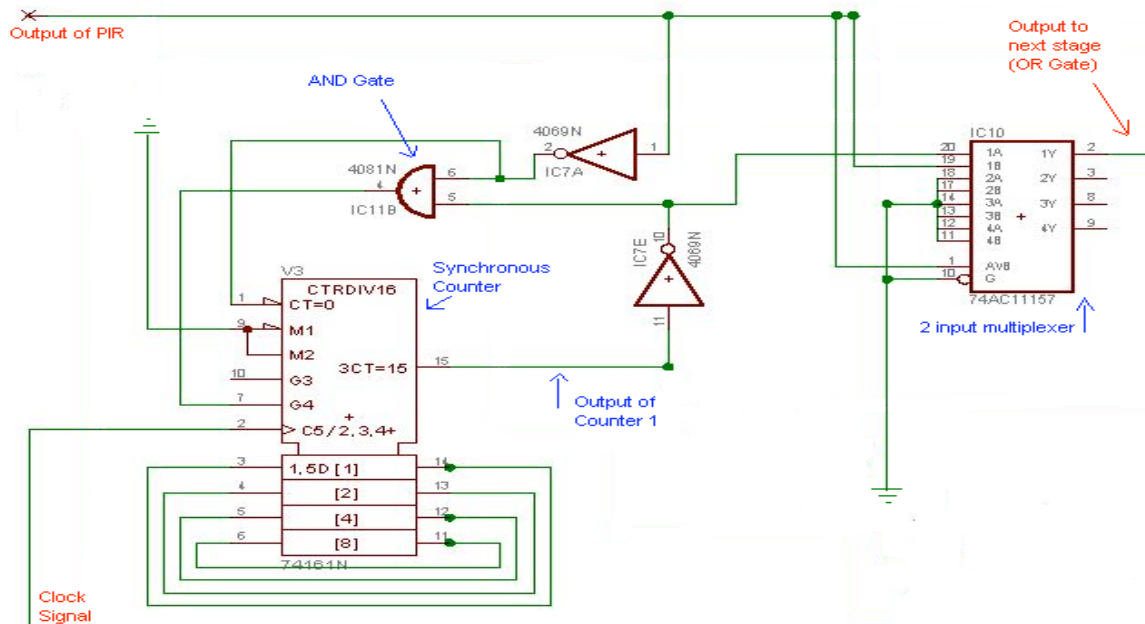 Output of PIR
Output to
next stage
(OR Gate)
AND Gate
4069N
2
1
IC7A
4081N
4
6
5
IC11B
IC10
20
19
18
17
14
13
12
11
1
10
1A
1B
2A
2B
3A
3B
4A
4B
A\/B
G
1Y
2Y
3Y
4Y
2
3
8
9
+
74AC11157
2 input multiplexer
IC7E
10
4069N
11
V3
Synchronous
Counter
CTRDIV16
1
CT=0
9
M1
M2
3CT=15
15
10
G3
7
G4
+
2
C5/2,3,4+
Output of
Counter 1
3
1,5D [1]
14
4
[2]
13
5
[4]
12
6
[8]
11
74161N
Clock
Signal